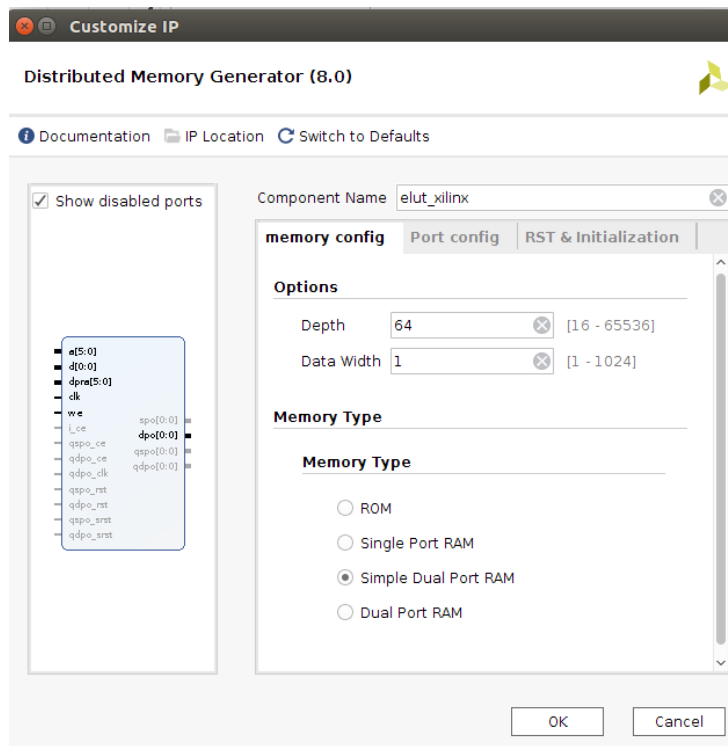 Customize IP
Distributed Memory Generator (8.0)
Documentation IP Location Switch to Defaults
Show disabled ports
a[5:0]
d[0:0]
dpra[5:0]
clk
we
i_ce
qspo_ce
qdpo_ce
qdpo_clk
qspo_rst
qdpo_rst
qspo_srst
qdpo_srst
spo[0:0]
dpo[0:0]
qspo[0:0]
qdpo[0:0]
Component Name elut_xilinx
memory config Port config RST & Initialization
Options
Depth 64 [16 - 65536]
Data Width 1 [1 - 1024]
Memory Type
Memory Type
ROM
Single Port RAM
Simple Dual Port RAM
Dual Port RAM
OK Cancel